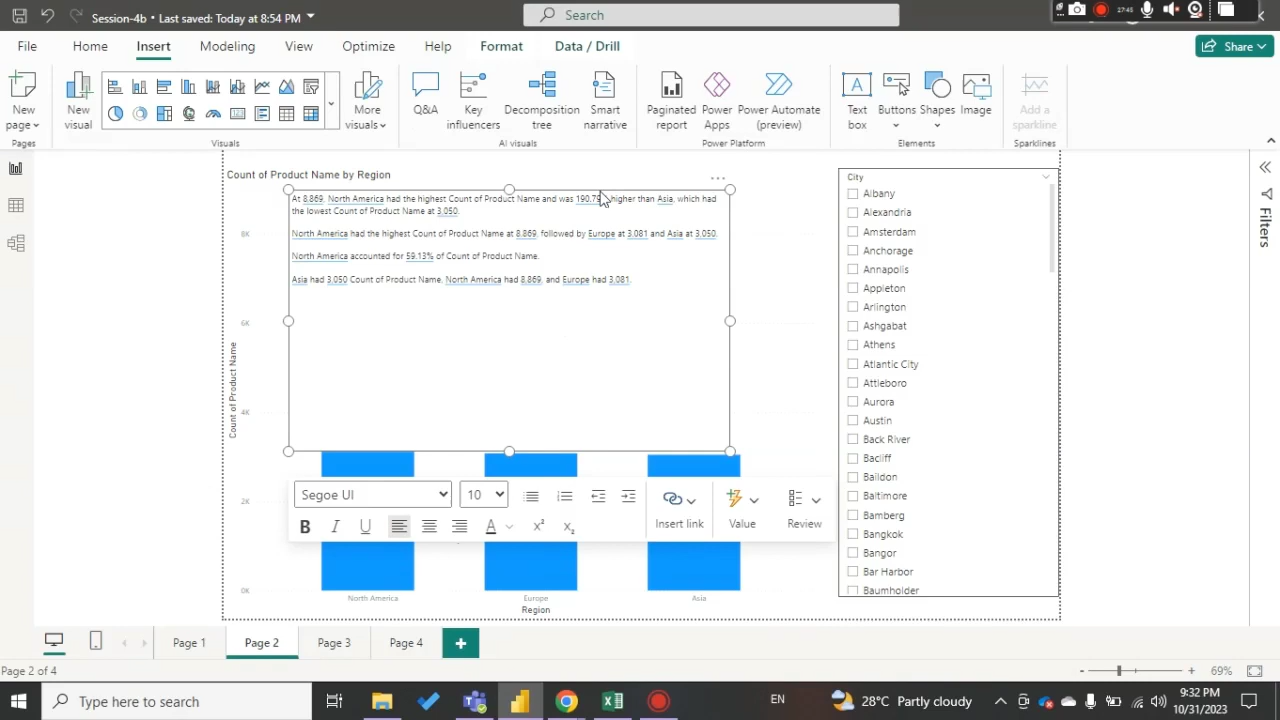 Session-4b • Last saved: Today at 8:54 PM
Search
27:45
File Home Insert Modeling View Optimize Help Format Data / Drill
Share
New page
New visual
More visuals
Q&A
Key influencers
Decomposition tree
Smart narrative
Paginated report
Power Apps
Power Automate (preview)
Text box
Buttons
Shapes
Image
Add a sparkline
Pages
Visuals
AI visuals
Power Platform
Elements
Sparklines
Count of Product Name by Region
At 8,869, North America had the highest Count of Product Name and was 190.75 higher than Asia, which had
the lowest Count of Product Name at 3,050.
North America had the highest Count of Product Name at 8,869, followed by Europe at 3,081 and Asia at 3,050.
North America accounted for 59.13% of Count of Product Name.
Asia had 3,050 Count of Product Name, North America had 8,869, and Europe had 3,081.
8K
6K
4K
2K
0K
Count of Product Name
Segoe UI
10
B I U A x² x₂
Insert link
Value
Review
North America
Europe
Asia
Region
City
Albany
Alexandria
Amsterdam
Anchorage
Annapolis
Appleton
Arlington
Ashgabat
Athens
Atlantic City
Attleboro
Aurora
Austin
Back River
Bacliff
Baildon
Baltimore
Bamberg
Bangkok
Bangor
Bar Harbor
Baumholder
Filters
Page 1
Page 2
Page 3
Page 4
Page 2 of 4
69%
Type here to search
EN
28°C Partly cloudy
9:32 PM
10/31/2023